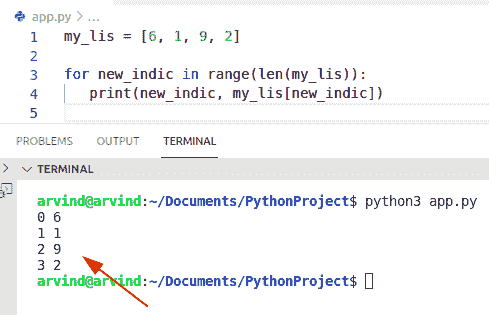 app.py > ...
1 my_lis = [6, 1, 9, 2]
2
3 for new_indic in range(len(my_lis)):
4 print(new_indic, my_lis[new_indic])
5
PROBLEMS OUTPUT TERMINAL
TERMINAL
arvind@arvind:~/Documents/PythonProject$ python3 app.py
0 6
1 1
2 9
3 2
arvind@arvind:~/Documents/PythonProject$